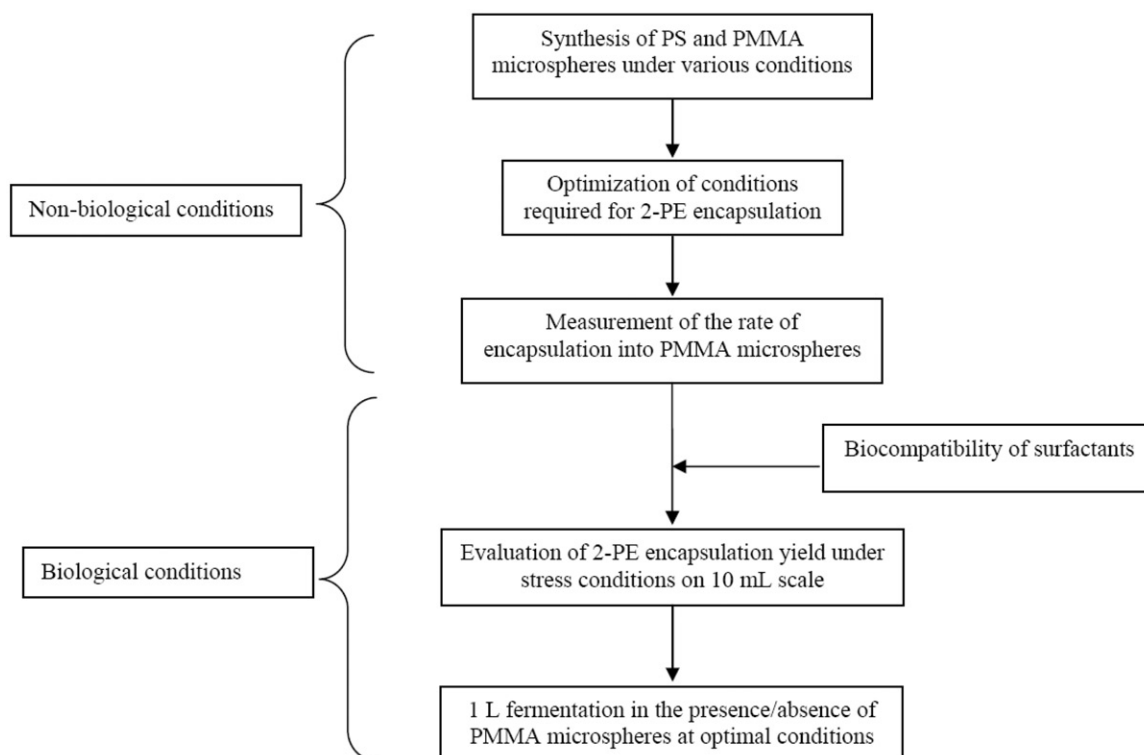 Synthesis of PS and PMMA
microspheres under various conditions
Non-biological conditions
Optimization of conditions
required for 2-PE encapsulation
Measurement of the rate of
encapsulation into PMMA microspheres
Biocompatibility of surfactants
Biological conditions
Evaluation of 2-PE encapsulation yield under
stress conditions on 10 mL scale
1 L fermentation in the presence/absence of
PMMA microspheres at optimal conditions